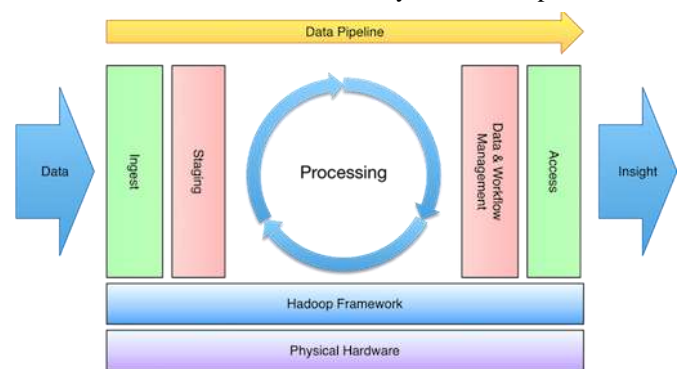 Data Pipeline
Data
Ingest
Staging
Processing
Data & Workflow
Management
Access
Insight
Hadoop Framework
Physical Hardware